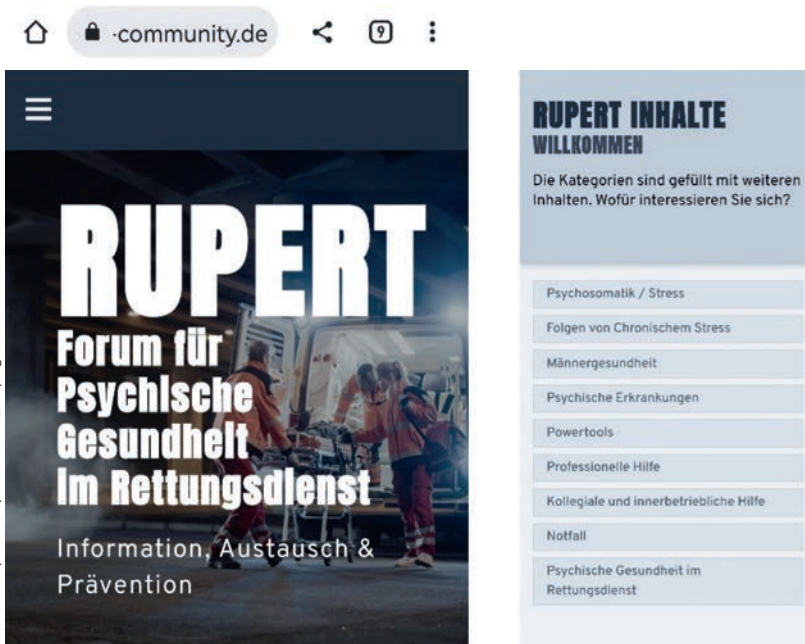 -community.de
9
RUPERT
Forum für
Psychische
Gesundheit
im Rettungsdienst
Information, Austausch &
Prävention
RUPERT INHALTE
WILLKOMMEN
Die Kategorien sind gefüllt mit weiteren
Inhalten. Wofür interessieren Sie sich?
Psychosomatik / Stress
Folgen von Chronischem Stress
Männergesundheit
Psychische Erkrankungen
Powertools
Professionelle Hilfe
Kollegiale und innerbetriebliche Hilfe
Notfall
Psychische Gesundheit im
Rettungsdienst